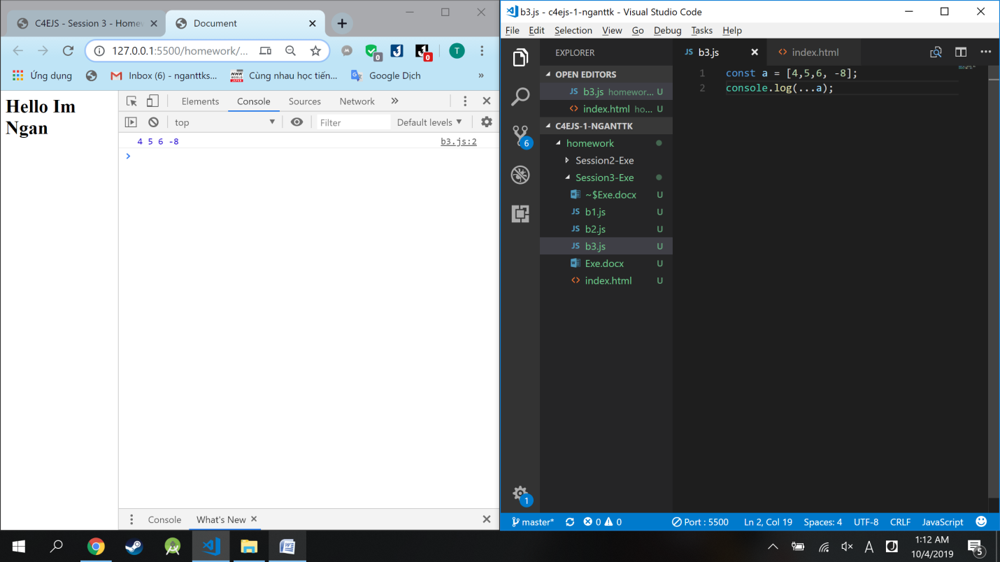 C4EJS - Session 3 - Homew
Document
127.0.0.1:5500/homework/...
0
0
T
Ứng dụng
Inbox (6) - nganttks...
NHK WORLD JAPAN
Cùng nhau học tiến...
Google Dịch
»
Hello Im
Ngan
Elements
Console
Sources
Network
»
top
Filter
Default levels
4 5 6 -8
b3.js:2
Console
What's New
b3.js - c4ejs-1-nganttk - Visual Studio Code
File
Edit
Selection
View
Go
Debug
Tasks
Help
EXPLORER
OPEN EDITORS
JS b3.js homewor... U
index.html ho... U
C4EJS-1-NGANTTK
homework
Session2-Exe
Session3-Exe
~$Exe.docx U
JS b1.js U
JS b2.js U
JS b3.js U
Exe.docx U
index.html U
6
1
JS b3.js
index.html
1 const a = [4,5,6, -8];
2 console.log(...a);
master*
0
0
Port : 5500
Ln 2, Col 19
Spaces: 4
UTF-8
CRLF
JavaScript
A
J
1:12 AM
10/4/2019
5